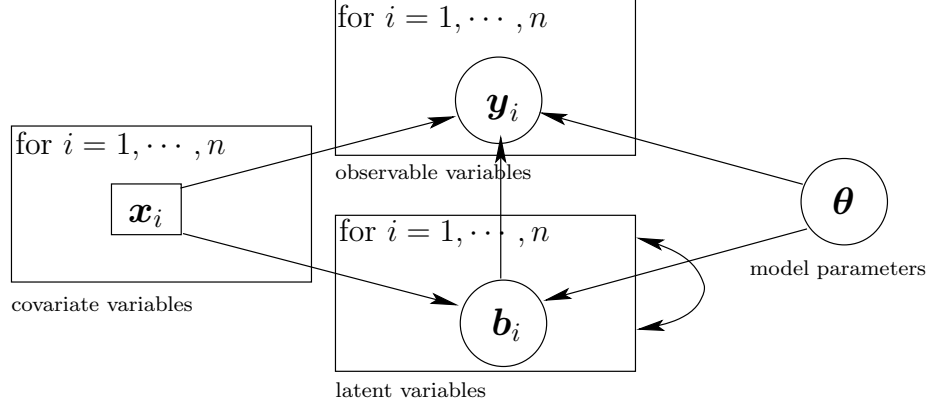 for i = 1, ⋯ , n
y_i
observable variables
for i = 1, ⋯ , n
x_i
covariate variables
θ
model parameters
for i = 1, ⋯ , n
b_i
latent variables